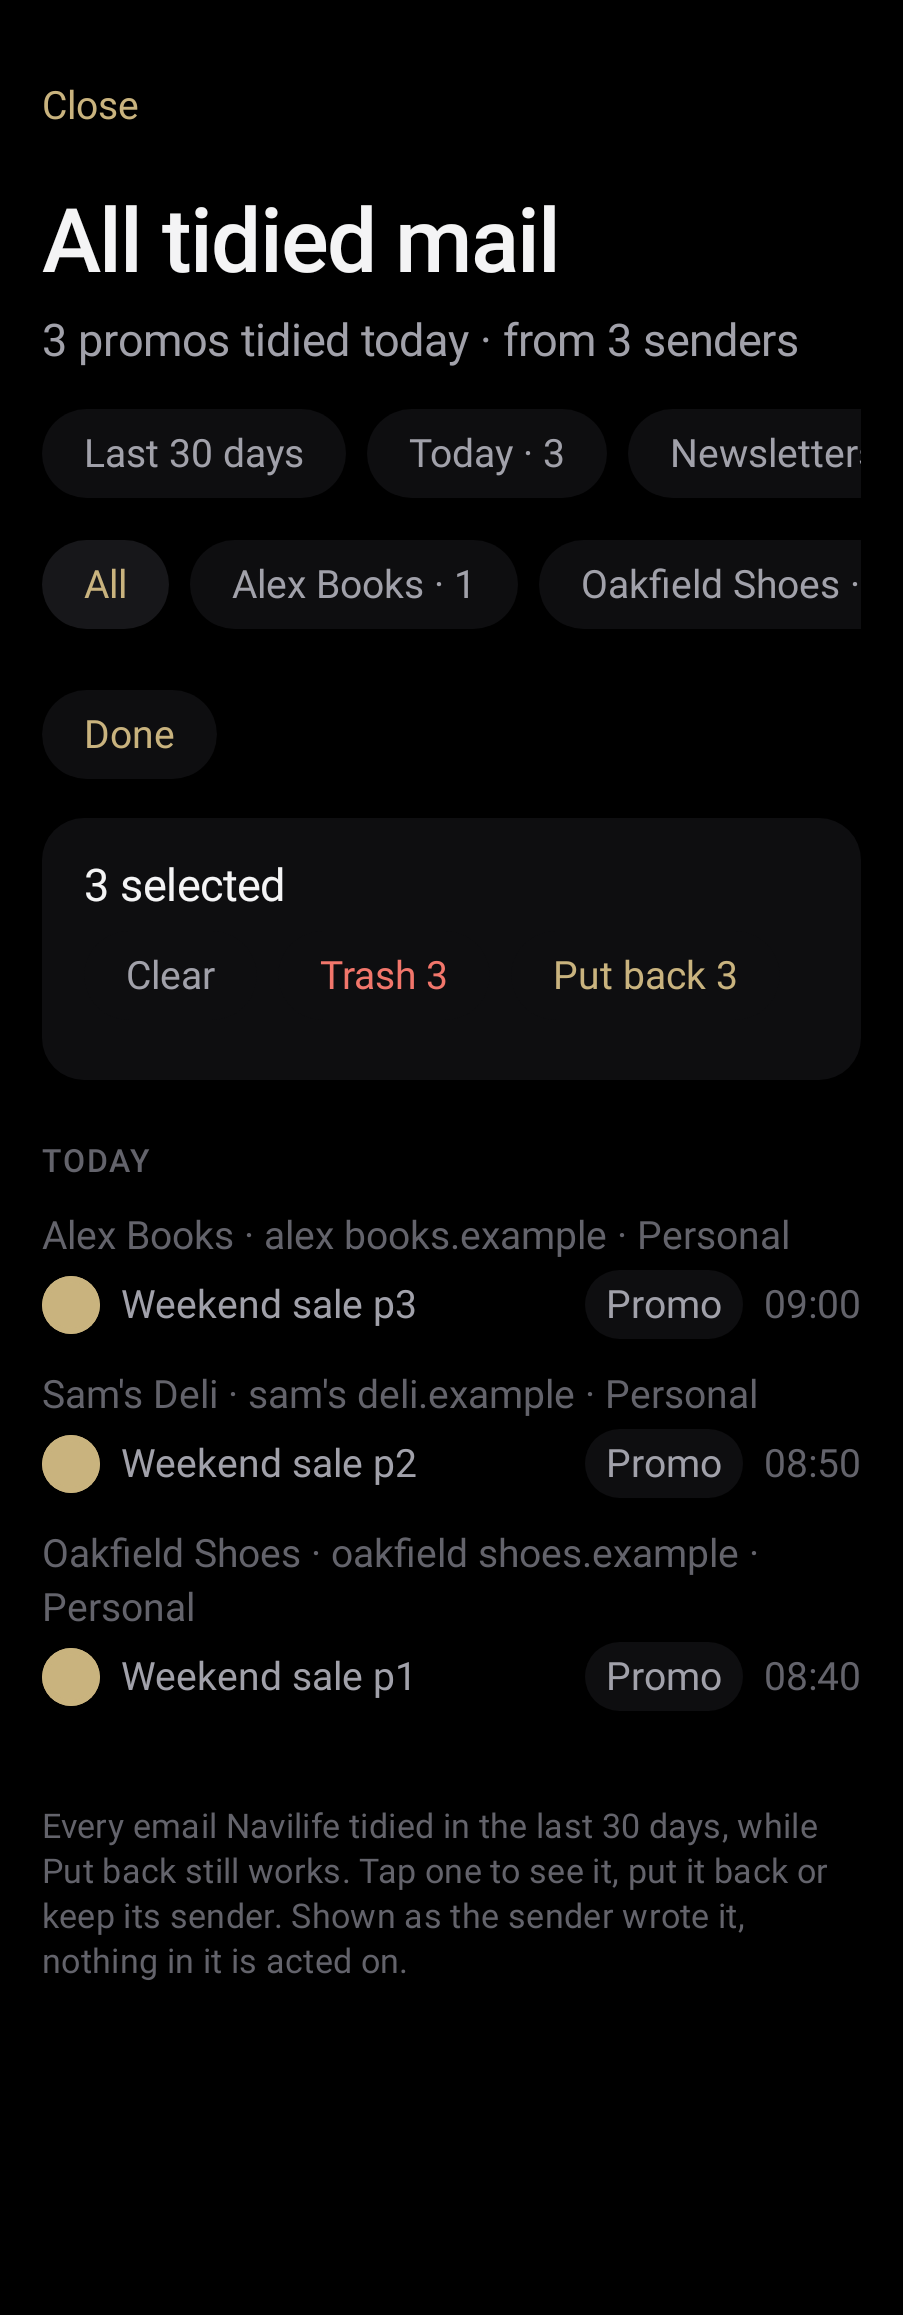 Close
All tidied mail
3 promos tidied today · from 3 senders
Last 30 days Today · 3 Newsletters
All Alex Books · 1 Oakfield Shoes ·
Done
3 selected
Clear Trash 3 Put back 3
TODAY
Alex Books · alex books.example · Personal
Weekend sale p3 Promo 09:00
Sam's Deli · sam's deli.example · Personal
Weekend sale p2 Promo 08:50
Oakfield Shoes · oakfield shoes.example ·
Personal
Weekend sale p1 Promo 08:40
Every email Navilife tidied in the last 30 days, while
Put back still works. Tap one to see it, put it back or
keep its sender. Shown as the sender wrote it,
nothing in it is acted on.